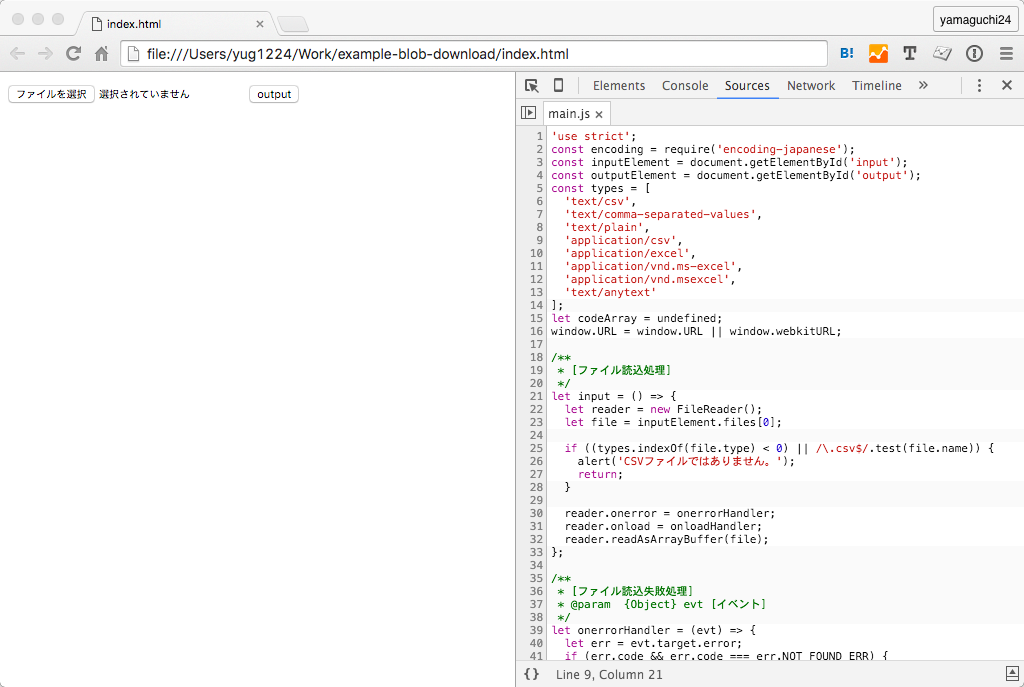 index.html
yamaguchi24
file:///Users/yug1224/Work/example-blob-download/index.html
B!
T
ファイルを選択 選択されていません output
Elements Console Sources Network Timeline »
main.js ×
1 'use strict';
2 const encoding = require('encoding-japanese');
3 const inputElement = document.getElementById('input');
4 const outputElement = document.getElementById('output');
5 const types = [
6 'text/csv',
7 'text/comma-separated-values',
8 'text/plain',
9 'application/csv',
10 'application/excel',
11 'application/vnd.ms-excel',
12 'application/vnd.msexcel',
13 'text/anytext'
14 ];
15 let codeArray = undefined;
16 window.URL = window.URL || window.webkitURL;
17
18 /**
19 * [ファイル読込処理]
20 */
21 let input = () => {
22 let reader = new FileReader();
23 let file = inputElement.files[0];
24
25 if ((types.indexOf(file.type) < 0) || /\.csv$/.test(file.name)) {
26 alert('CSVファイルではありません。');
27 return;
28 }
29
30 reader.onerror = onerrorHandler;
31 reader.onload = onloadHandler;
32 reader.readAsArrayBuffer(file);
33 };
34
35 /**
36 * [ファイル読込失敗処理]
37 * @param {Object} evt [イベント]
38 */
39 let onerrorHandler = (evt) => {
40 let err = evt.target.error;
41 if (err.code && err.code === err.NOT_FOUND_ERR) {
{} Line 9, Column 21